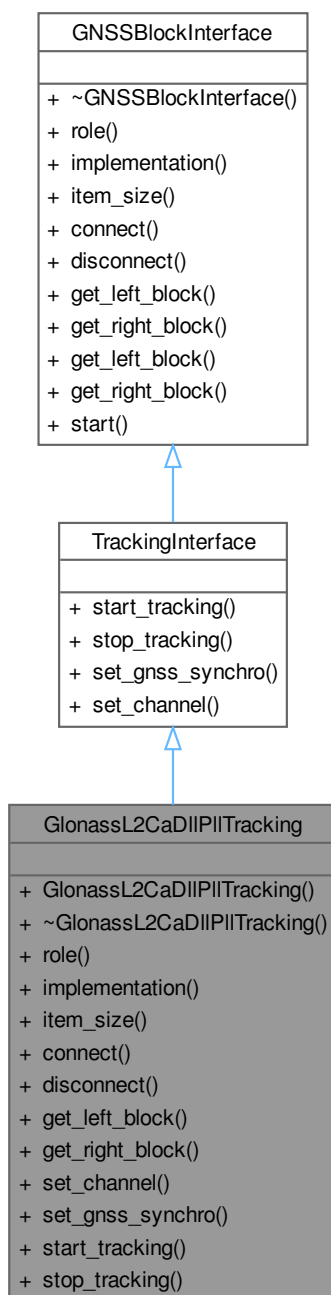 GNSSBlockInterface
+ ~GNSSBlockInterface()
+ role()
+ implementation()
+ item_size()
+ connect()
+ disconnect()
+ get_left_block()
+ get_right_block()
+ get_left_block()
+ get_right_block()
+ start()
TrackingInterface
+ start_tracking()
+ stop_tracking()
+ set_gnss_synchro()
+ set_channel()
GlonassL2CaDllPllTracking
+ GlonassL2CaDllPllTracking()
+ ~GlonassL2CaDllPllTracking()
+ role()
+ implementation()
+ item_size()
+ connect()
+ disconnect()
+ get_left_block()
+ get_right_block()
+ set_channel()
+ set_gnss_synchro()
+ start_tracking()
+ stop_tracking()